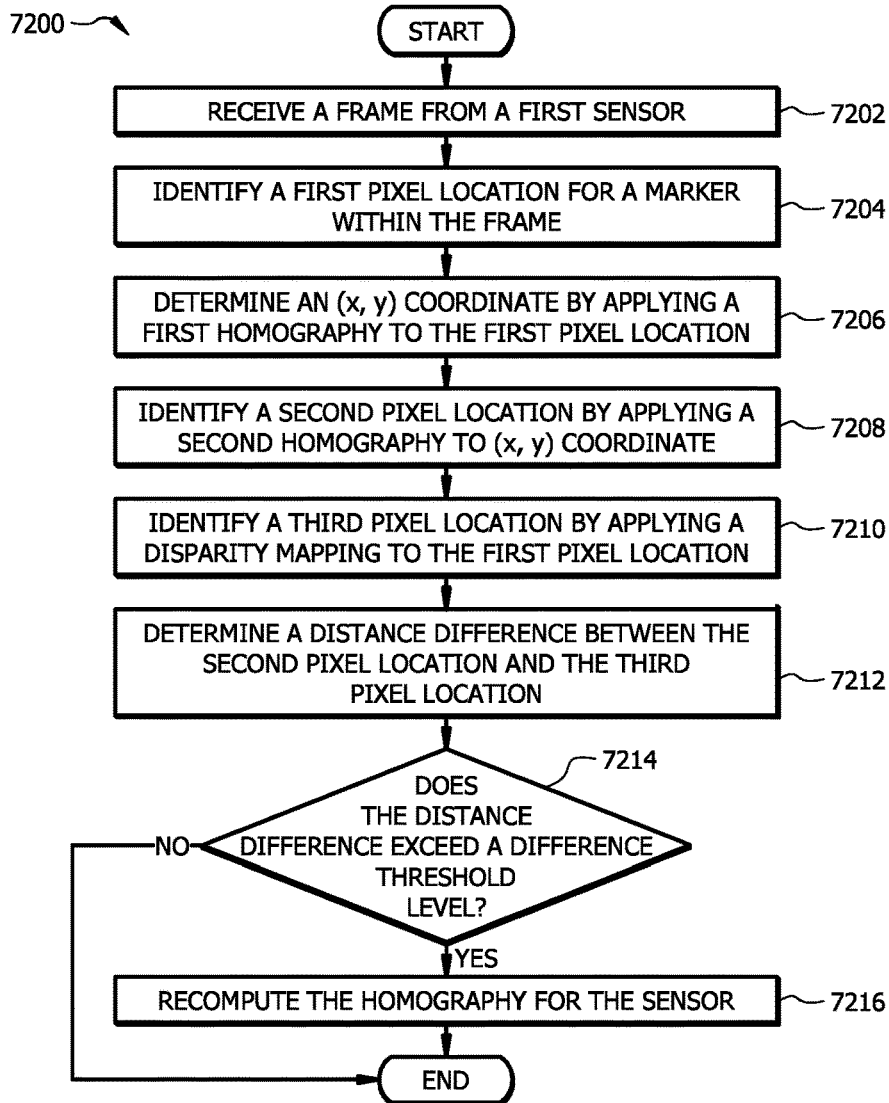 7200
START
RECEIVE A FRAME FROM A FIRST SENSOR
7202
IDENTIFY A FIRST PIXEL LOCATION FOR A MARKER
WITHIN THE FRAME
7204
DETERMINE AN (x, y) COORDINATE BY APPLYING A
FIRST HOMOGRAPHY TO THE FIRST PIXEL LOCATION
7206
IDENTIFY A SECOND PIXEL LOCATION BY APPLYING A
SECOND HOMOGRAPHY TO (x, y) COORDINATE
7208
IDENTIFY A THIRD PIXEL LOCATION BY APPLYING A
DISPARITY MAPPING TO THE FIRST PIXEL LOCATION
7210
DETERMINE A DISTANCE DIFFERENCE BETWEEN THE
SECOND PIXEL LOCATION AND THE THIRD
PIXEL LOCATION
7212
7214
DOES
THE DISTANCE
DIFFERENCE EXCEED A DIFFERENCE
THRESHOLD
LEVEL?
NO
YES
RECOMPUTE THE HOMOGRAPHY FOR THE SENSOR
7216
END